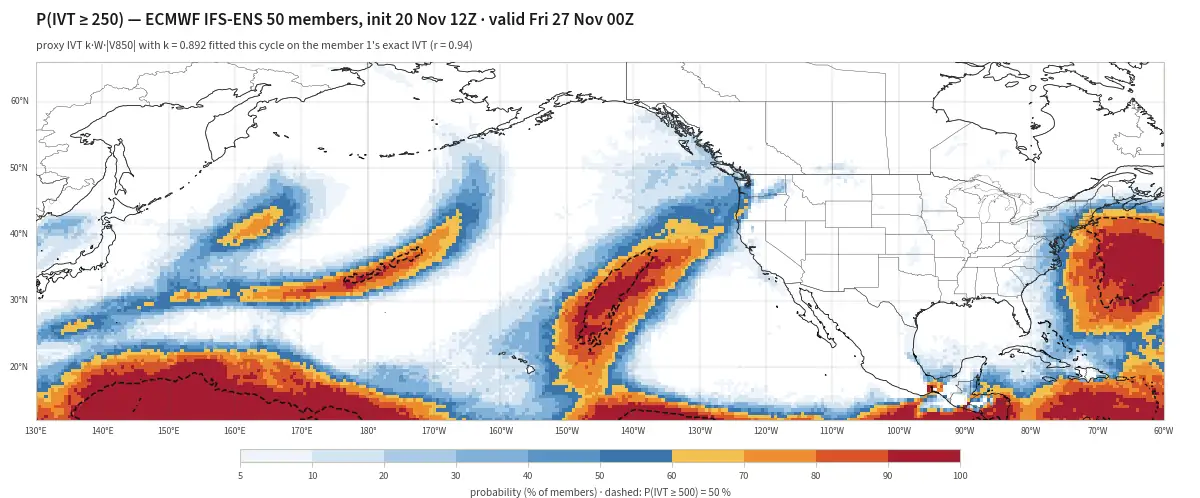 P(IVT ≥ 250) — ECMWF IFS-ENS 50 members, init 20 Nov 12Z · valid Fri 27 Nov 00Z
proxy IVT k·W·|V850| with k = 0.892 fitted this cycle on the member 1's exact IVT (r = 0.94)
60°N
50°N
40°N
30°N
20°N
130°E 140°E 150°E 160°E 170°E 180° 170°W 160°W 150°W 140°W 130°W 120°W 110°W 100°W 90°W 80°W 70°W 60°W
5 10 20 30 40 50 60 70 80 90 100
probability (% of members) · dashed: P(IVT ≥ 500) = 50 %